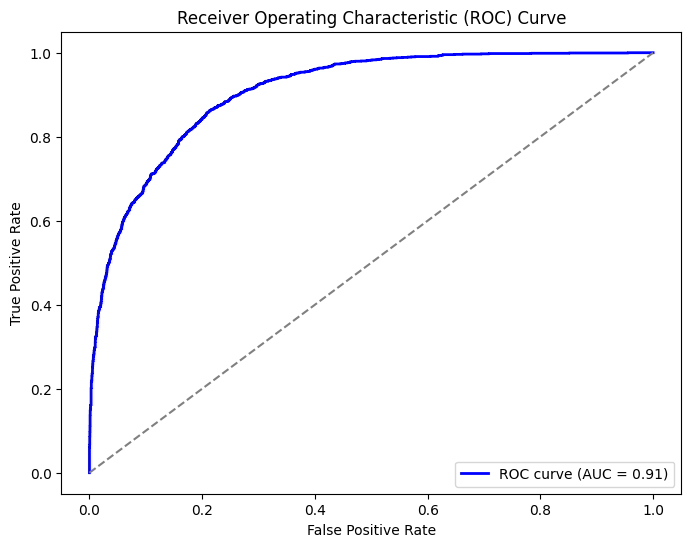 Receiver Operating Characteristic (ROC) Curve
1.0
0.8
0.6
0.4
0.2
0.0
True Positive Rate
0.0 0.2 0.4 0.6 0.8 1.0
False Positive Rate
ROC curve (AUC = 0.91)